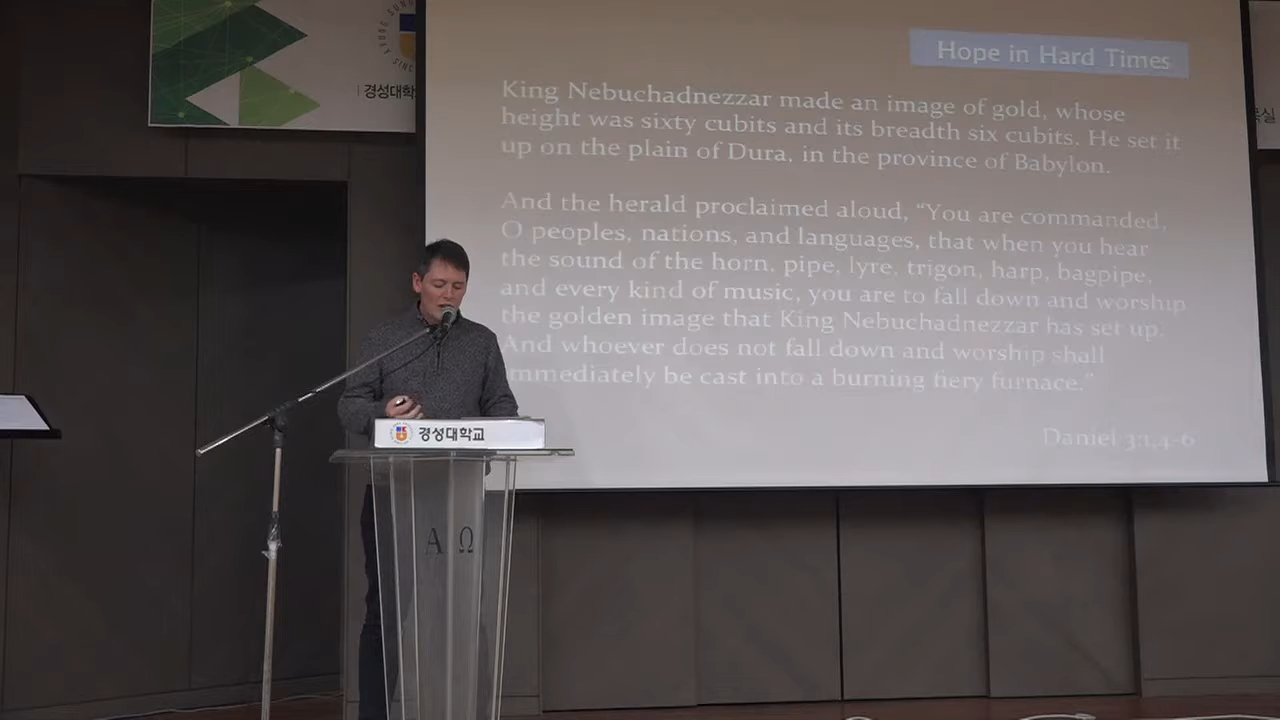 경성대학
Hope in Hard Times
King Nebuchadnezzar made an image of gold, whose
height was sixty cubits and its breadth six cubits. He set it
up on the plain of Dura, in the province of Babylon.
And the herald proclaimed aloud, “You are commanded,
O peoples, nations, and languages, that when you hear
the sound of the horn, pipe, lyre, trigon, harp, bagpipe,
and every kind of music, you are to fall down and worship
the golden image that King Nebuchadnezzar has set up.
And whoever does not fall down and worship shall
immediately be cast into a burning fiery furnace.”
Daniel 3:1,4-6
경성대학교
Α Ω